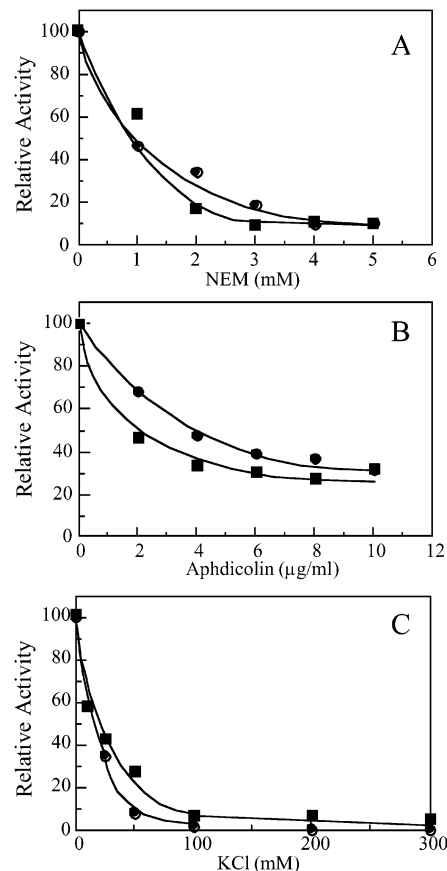 A
Relative Activity
100
80
60
40
20
0
0 1 2 3 4 5 6
NEM (mM)
B
Relative Activity
100
80
60
40
20
0 2 4 6 8 10 12
Aphdicolin (μg/ml)
C
Relative Activity
100
80
60
40
20
0
0 100 200 300
KCl (mM)